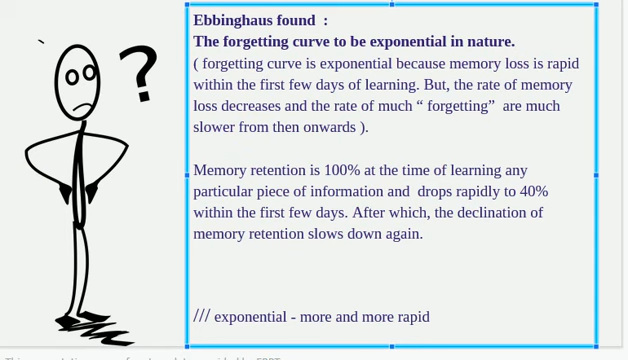 ?
Ebbinghaus found  :
The forgetting curve to be exponential in nature.
( forgetting curve is exponential because memory loss is rapid
within the first few days of learning. But, the rate of memory
loss decreases and the rate of much “ forgetting”  are much
slower from then onwards ).
Memory retention is 100% at the time of learning any
particular piece of information and  drops rapidly to 40%
within the first few days. After which, the declination of
memory retention slows down again.
/// exponential - more and more rapid